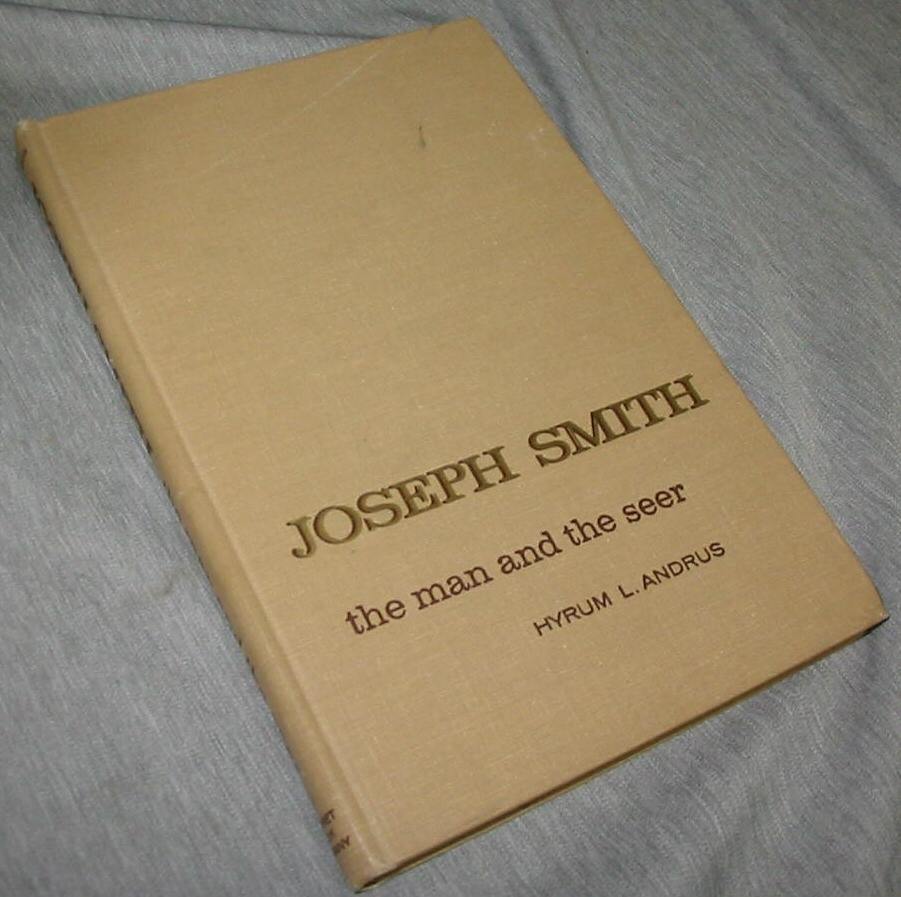 JOSEPH SMITH
the man and the seer
HYRUM L. ANDRUS